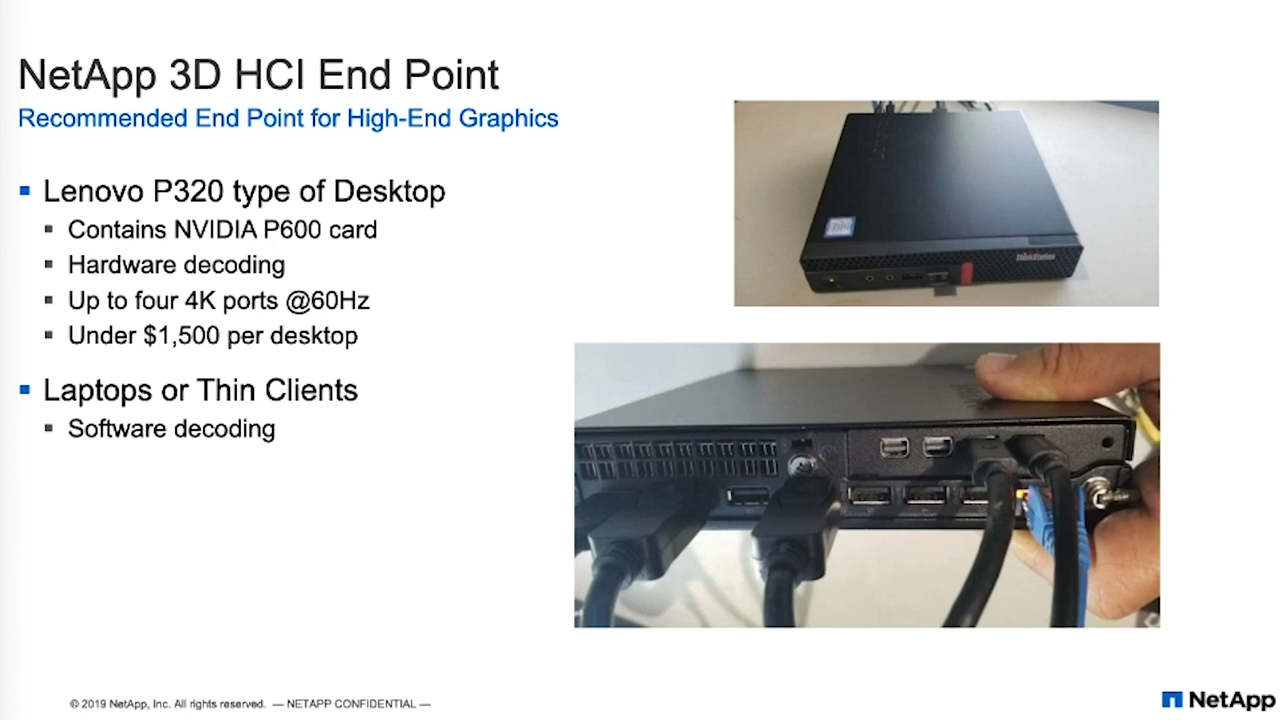 NetApp 3D HCI End Point
Recommended End Point for High-End Graphics
Lenovo P320 type of Desktop
Contains NVIDIA P600 card
Hardware decoding
Up to four 4K ports @60Hz
Under $1,500 per desktop
Laptops or Thin Clients
Software decoding
ThinkStation
© 2019 NetApp, Inc. All rights reserved. — NETAPP CONFIDENTIAL —
NetApp